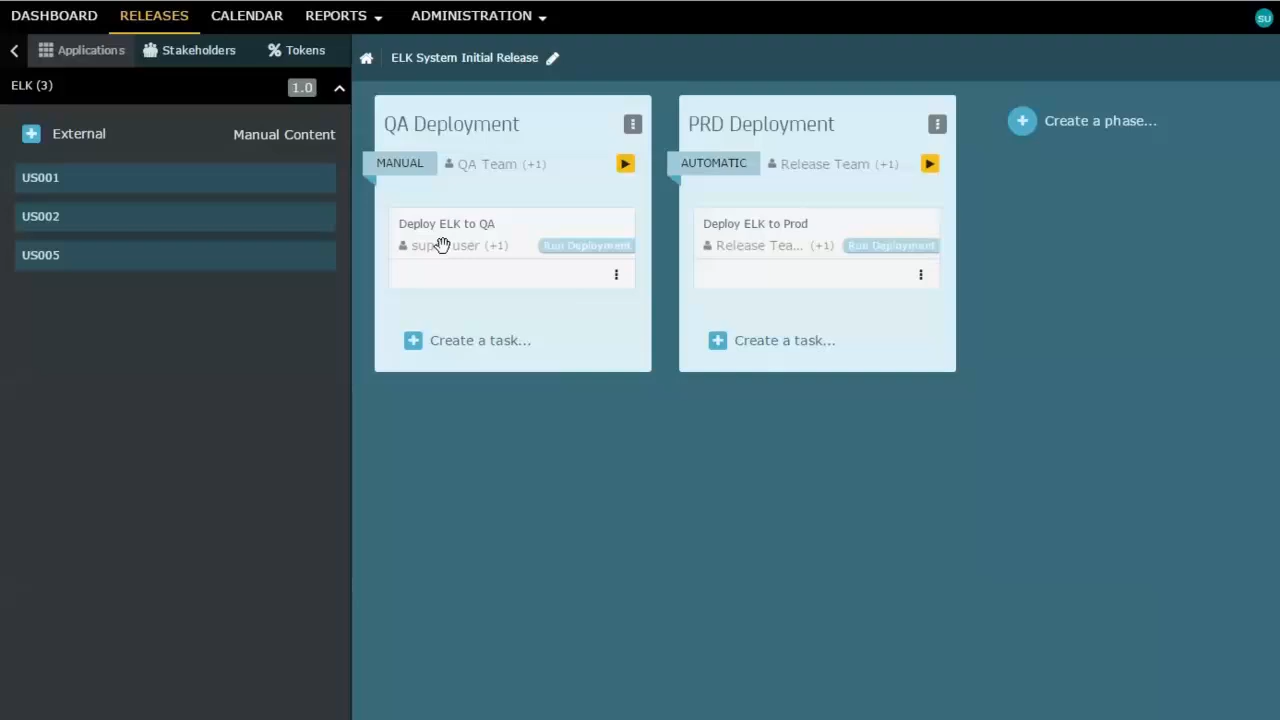 DASHBOARD RELEASES CALENDAR REPORTS ADMINISTRATION SU
Applications Stakeholders Tokens
ELK System Initial Release
ELK (3) 1.0
External Manual Content
US001
US002
US005
QA Deployment
MANUAL QA Team (+1)
Deploy ELK to QA
user (+1) Run Deployment
Create a task...
PRD Deployment
AUTOMATIC Release Team (+1)
Deploy ELK to Prod
Release Tea... (+1) Run Deployment
Create a task...
Create a phase...